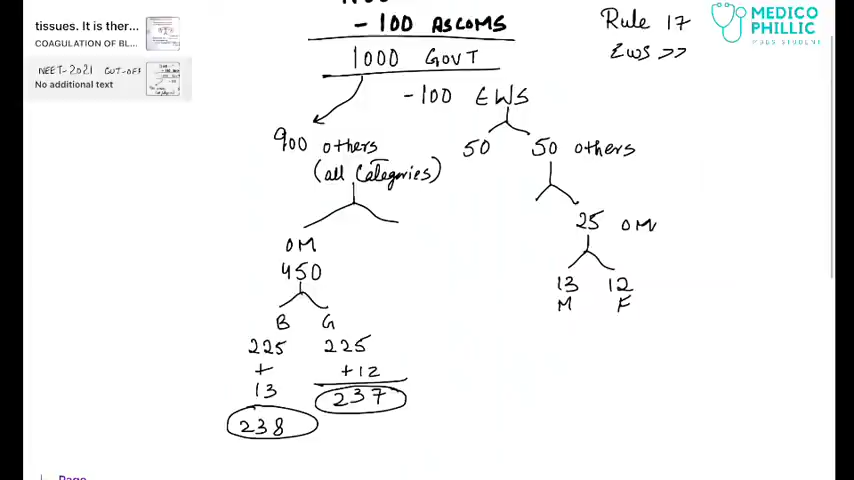 tissues. It is ther...
COAGULATION OF BL...
NEET-2021 CUT-OFF
No additional text
- 100 ASCOMS
1000 GOVT
Rule 17
EWS >>
MEDICO
PHILLIC
-100 EWS
900 others
(all Categories)
50 50 others
25 OM
13 12
M F
OM
450
B G
225 225
+ +12
13 237
238
Page